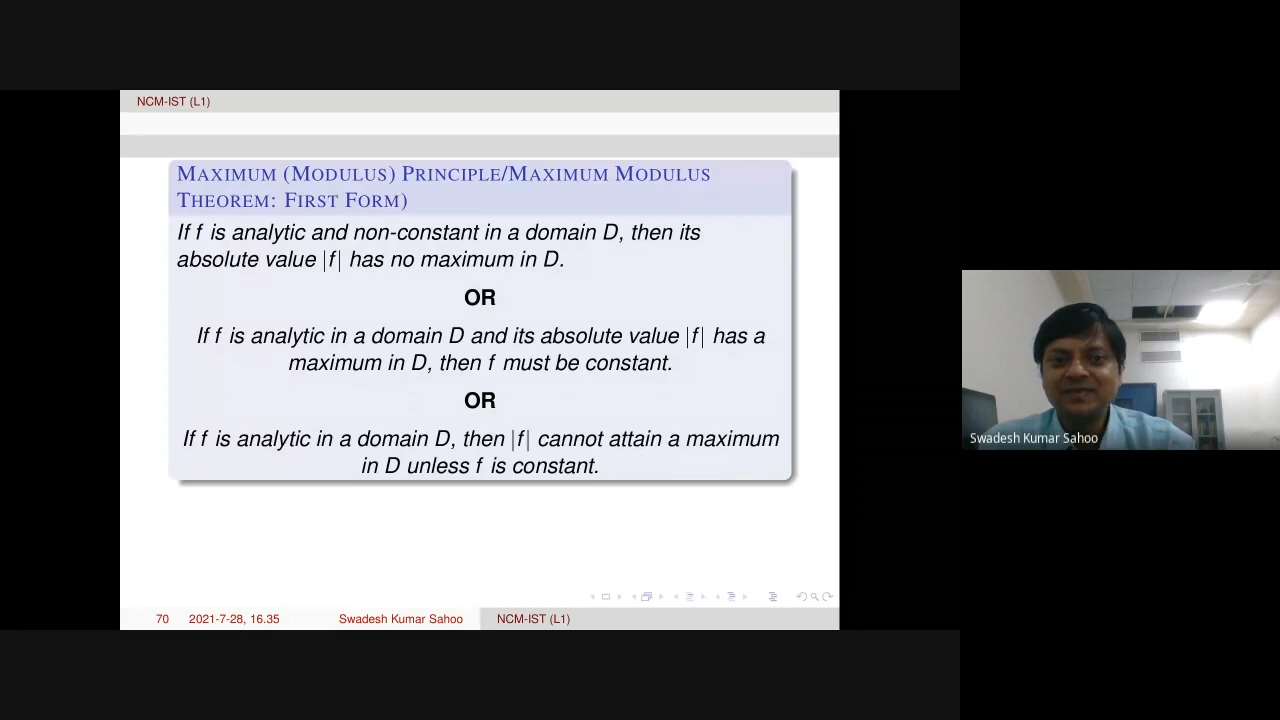 NCM-IST (L1)
MAXIMUM (MODULUS) PRINCIPLE/MAXIMUM MODULUS
THEOREM: FIRST FORM)
If f is analytic and non-constant in a domain D, then its
absolute value |f| has no maximum in D.
OR
If f is analytic in a domain D and its absolute value |f| has a
maximum in D, then f must be constant.
OR
If f is analytic in a domain D, then |f| cannot attain a maximum
in D unless f is constant.
70 2021-7-28, 16.35 Swadesh Kumar Sahoo NCM-IST (L1)
Swadesh Kumar Sahoo